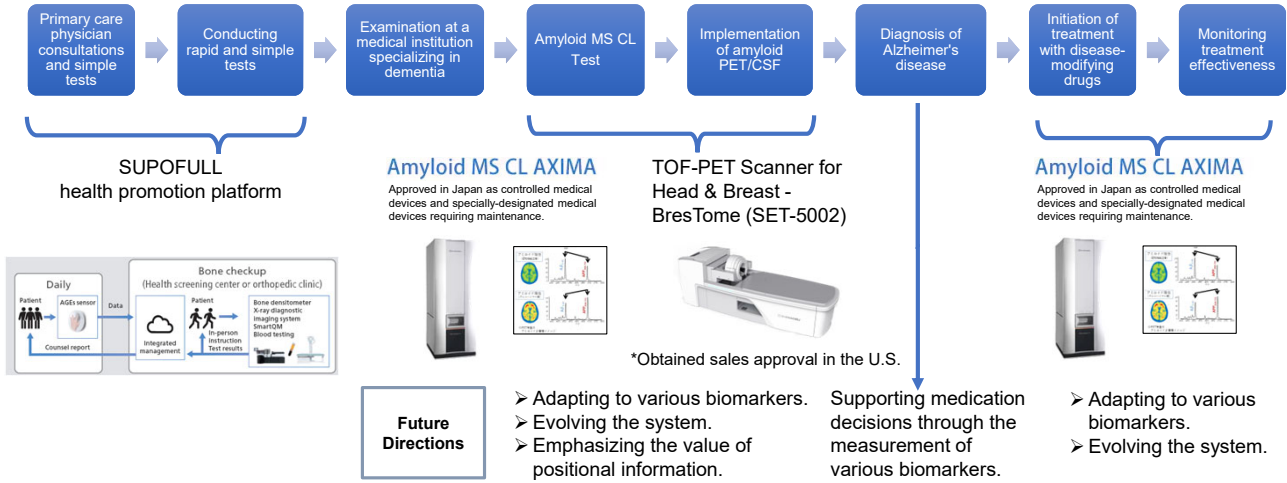 Primary care
physician
consultations
and simple
tests
Conducting
rapid and simple
tests
Examination at a
medical institution
specializing in
dementia
Amyloid MS CL
Test
Implementation
of amyloid
PET/CSF
Diagnosis of
Alzheimer's
disease
Initiation of
treatment
with disease-
modifying
drugs
Monitoring
treatment
effectiveness
SUPOFULL
health promotion platform
Amyloid MS CL AXIMA
Approved in Japan as controlled medical
devices and specially-designated medical
devices requiring maintenance.
TOF-PET Scanner for
Head & Breast -
BresTome (SET-5002)
Amyloid MS CL AXIMA
Approved in Japan as controlled medical
devices and specially-designated medical
devices requiring maintenance.
Daily
Patient
AGEs sensor
Data
Counsel report
Bone checkup
(Health screening center or orthopedic clinic)
Integrated
management
Patient
In-person
Instruction
Test results
Bone densitometer
X-ray diagnostic
Imaging system
SmartQM
Blood testing
*Obtained sales approval in the U.S.
Future
Directions
➢ Adapting to various biomarkers.
➢ Evolving the system.
➢ Emphasizing the value of
positional information.
Supporting medication
decisions through the
measurement of
various biomarkers.
➢ Adapting to various
biomarkers.
➢ Evolving the system.